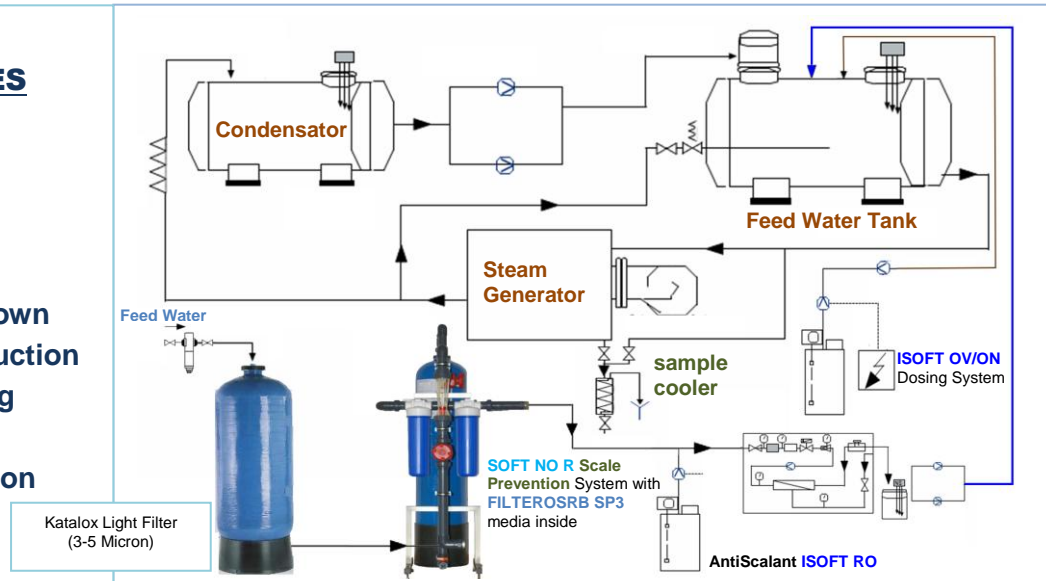 ES
own
uction
g
on
Condensator
Feed Water Tank
Steam
Generator
Feed Water
sample
cooler
ISOFT OV/ON
Dosing System
SOFT NO R Scale
Prevention System with
FILTEROSRB SP3
media inside
Katalox Light Filter
(3-5 Micron)
AntiScalant ISOFT RO